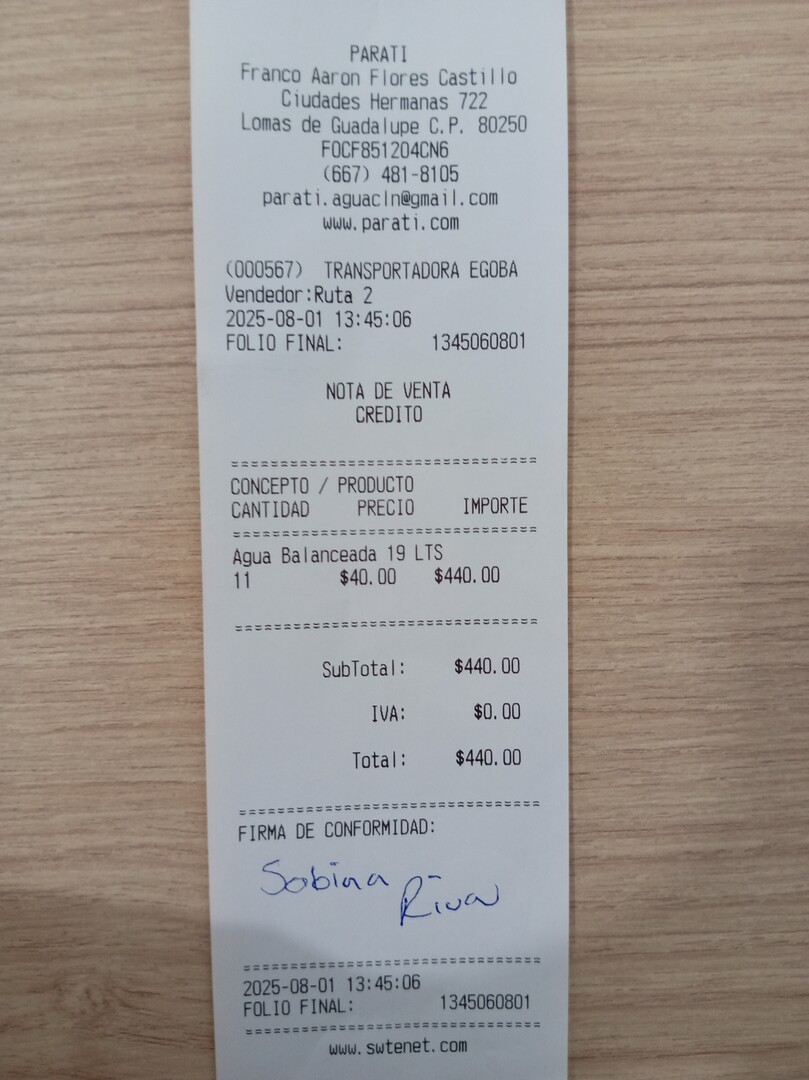 PARATI
Franco Aaron Flores Castillo
Ciudades Hermanas 722
Lomas de Guadalupe C.P. 80250
FOCF851204CN6
(667) 481-8105
parati.aguacln@gmail.com
www.parati.com
(000567) TRANSPORTADORA EGOBA
Vendedor:Ruta 2
2025-08-01 13:45:06
FOLIO FINAL: 1345060801
NOTA DE VENTA
CREDITO
================================
CONCEPTO / PRODUCTO
CANTIDAD PRECIO IMPORTE
================================
Agua Balanceada 19 LTS
11 $40.00 $440.00
================================
SubTotal: $440.00
IVA: $0.00
Total: $440.00
================================
FIRMA DE CONFORMIDAD:
Sabina
================================
2025-08-01 13:45:06
FOLIO FINAL: 1345060801
================================
www.swtenet.com